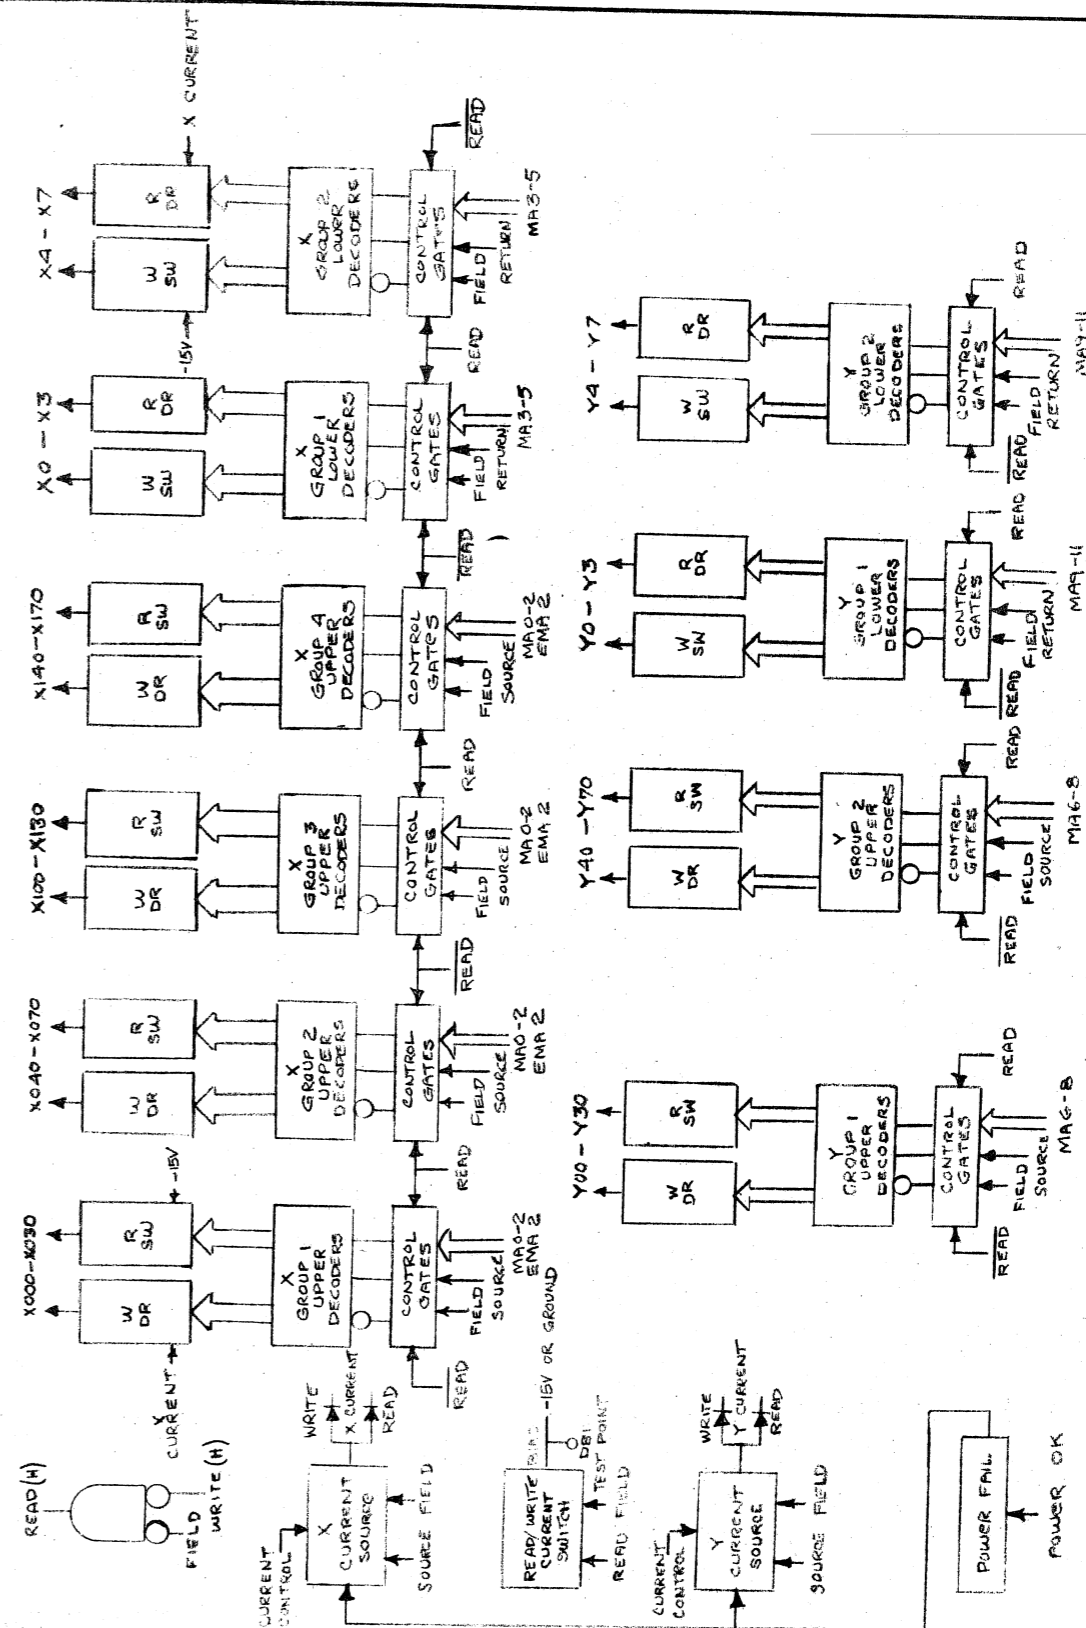 X CURRENT
X4 - X7
X0 - X3
X140-X170
X100-X130
X040-X070
X000-X030
READ(H)
FIELD
WRITE(H)
W
SW
R
DR
-15V
W
SW
R
DR
W
DR
R
SW
W
DR
R
SW
W
DR
R
SW
W
DR
R
SW
-15V
X
CURRENT
X
GROUP 2
LOWER
DECODERS
X
GROUP 1
LOWER
DECODERS
X
GROUP 4
UPPER
DECODERS
X
GROUP 3
UPPER
DECODERS
X
GROUP 2
UPPER
DECODERS
X
GROUP 1
UPPER
DECODERS
CONTROL
GATES
CONTROL
GATES
CONTROL
GATES
CONTROL
GATES
CONTROL
GATES
CONTROL
GATES
READ
READ
READ
READ
READ
READ
READ
FIELD
RETURN
MA3-5
FIELD
RETURN
MA3-5
FIELD
SOURCE
MA0-2
EMA 2
FIELD
SOURCE
MA0-2
EMA 2
FIELD
SOURCE
MA0-2
EMA 2
FIELD
SOURCE
MA0-2
EMA 2
CURRENT
CONTROL
X
CURRENT
SOURCE
SOURCE FIELD
WRITE
X CURRENT
READ
READ/WRITE
CURRENT
SWITCH
READ FIELD
TEST POINT
DB1
-15V OR GROUND
CURRENT
CONTROL
Y
CURRENT
SOURCE
SOURCE FIELD
WRITE
Y CURRENT
READ
POWER FAIL
POWER OK
Y4 - Y7
Y0 - Y3
Y40 - Y70
Y00 - Y30
W
SW
R
DR
W
SW
R
DR
W
DR
R
SW
W
DR
R
SW
Y
GROUP 2
LOWER
DECODERS
Y
GROUP 1
LOWER
DECODERS
Y
GROUP 2
UPPER
DECODERS
Y
GROUP 1
UPPER
DECODERS
CONTROL
GATES
CONTROL
GATES
CONTROL
GATES
CONTROL
GATES
READ
READ
FIELD
RETURN
MA9-11
READ
READ
FIELD
RETURN
MA9-11
READ
READ
FIELD
SOURCE
MA6-8
READ
READ
FIELD
SOURCE
MA6-8